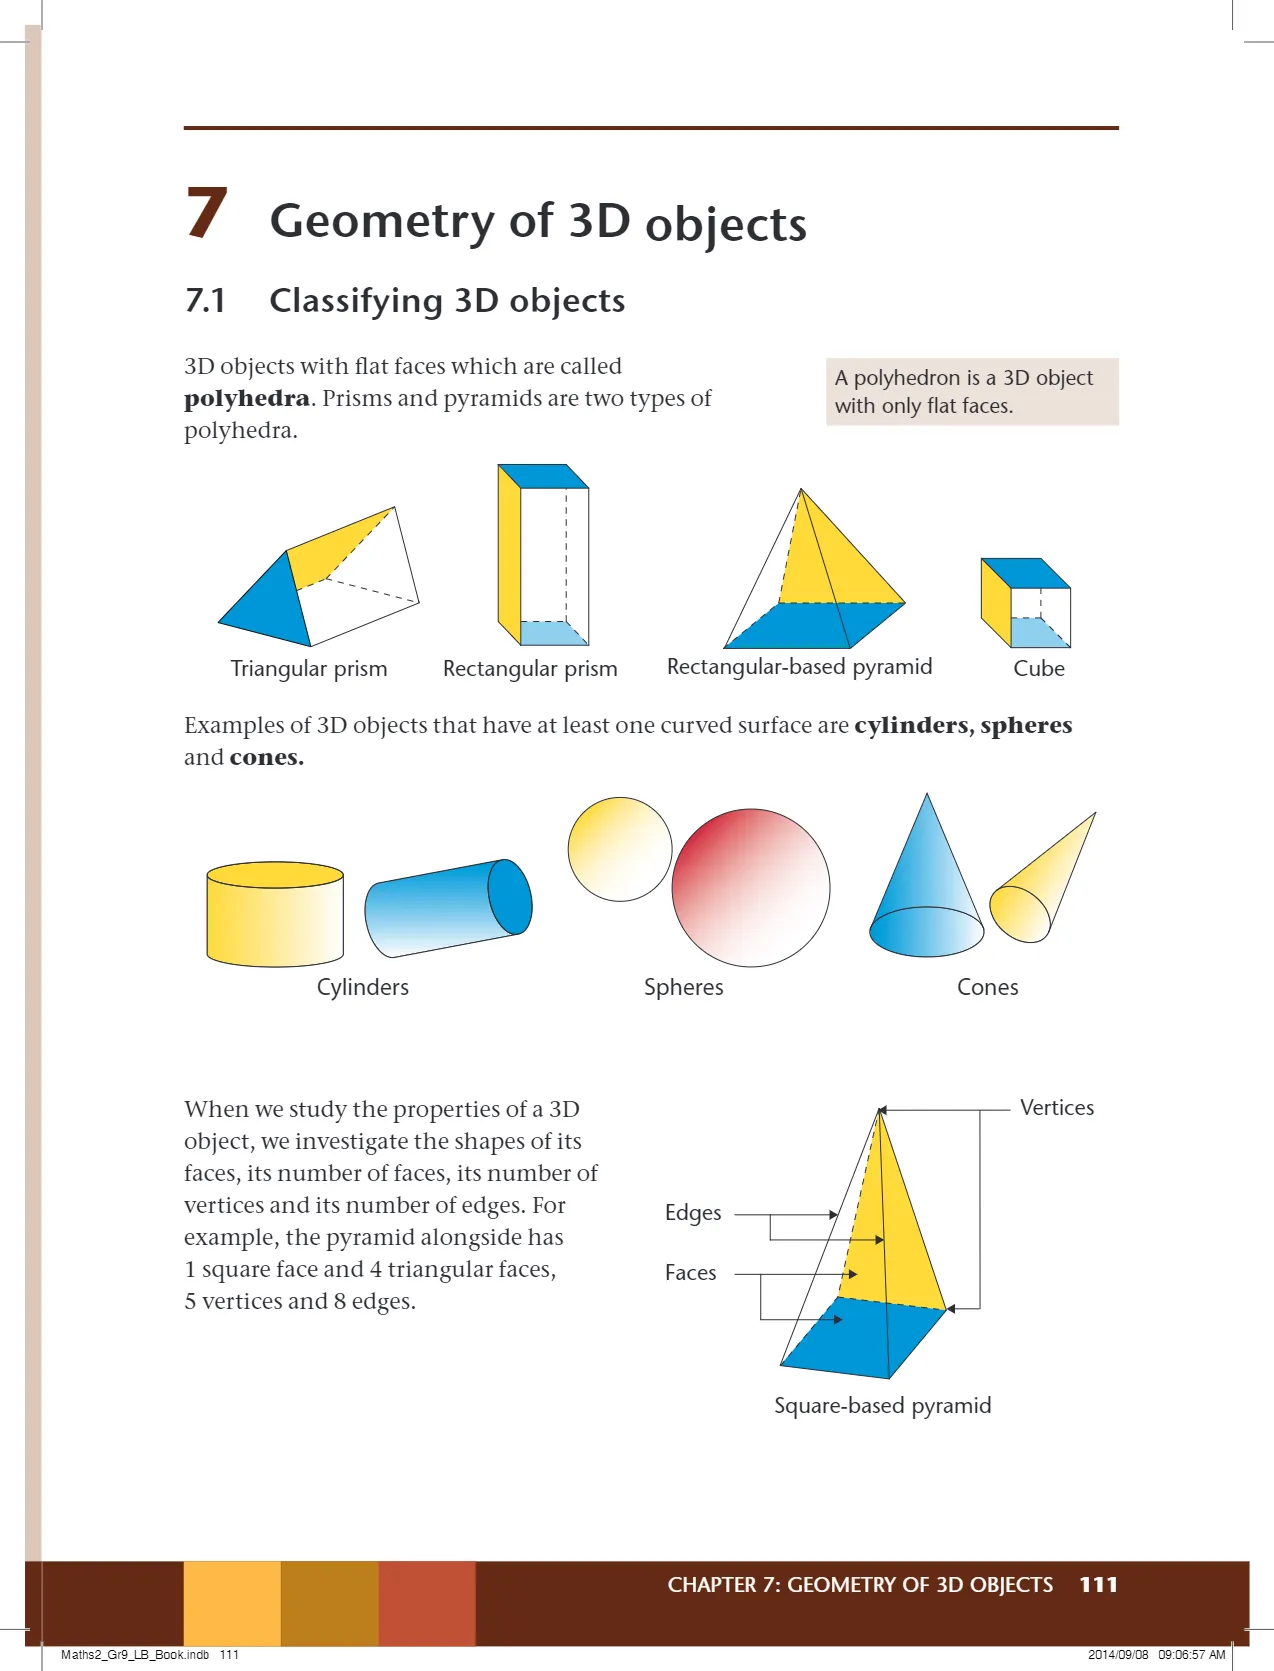 7 Geometry of 3D objects
7.1 Classifying 3D objects
3D objects with flat faces which are called
polyhedra. Prisms and pyramids are two types of
polyhedra.
A polyhedron is a 3D object
with only flat faces.
Triangular prism
Rectangular prism
Rectangular-based pyramid
Cube
Examples of 3D objects that have at least one curved surface are cylinders, spheres
and cones.
Cylinders
Spheres
Cones
When we study the properties of a 3D
object, we investigate the shapes of its
faces, its number of faces, its number of
vertices and its number of edges. For
example, the pyramid alongside has
1 square face and 4 triangular faces,
5 vertices and 8 edges.
Vertices
Edges
Faces
Square-based pyramid
CHAPTER 7: GEOMETRY OF 3D OBJECTS 111
Maths2_Gr9_LB_Book.indb 111
2014/09/08 09:06:57 AM